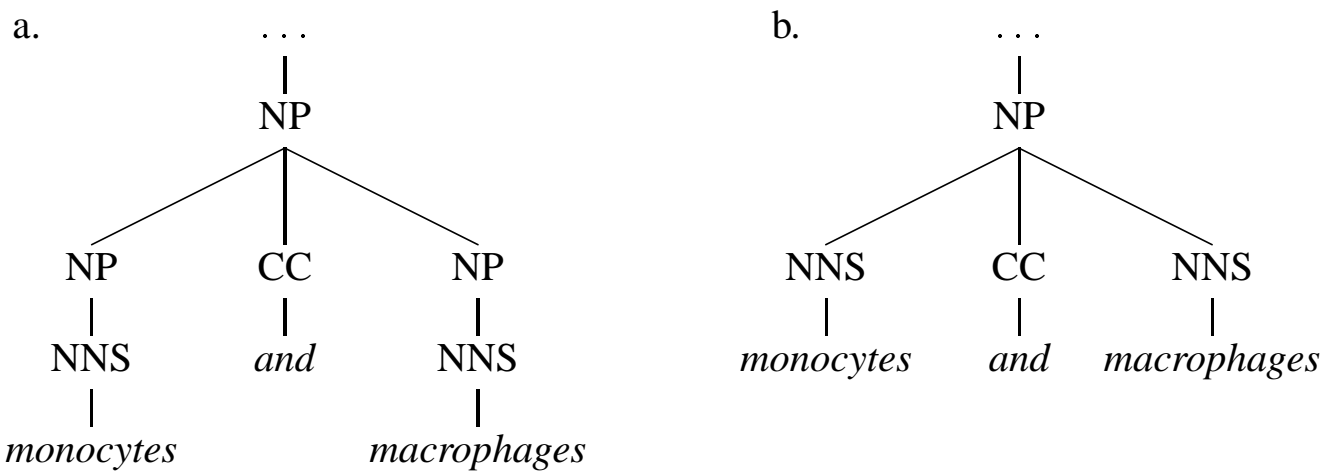 a. . . . b. . . .
NP NP
NP CC NP NNS CC NNS
NNS and NNS monocytes and macrophages
monocytes macrophages